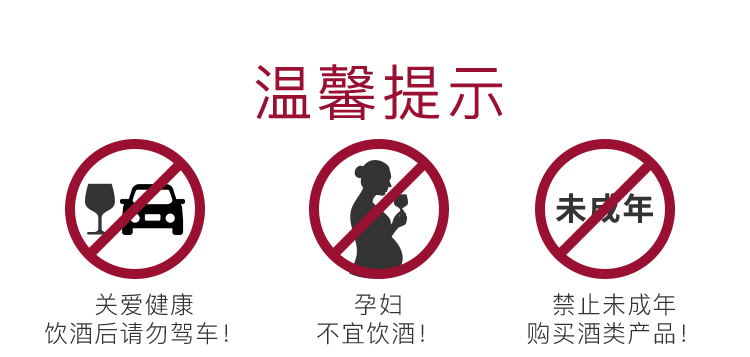 温馨提示
未成年
关爱健康
饮酒后请勿驾车！
孕妇
不宜饮酒！
禁止未成年
购买酒类产品！